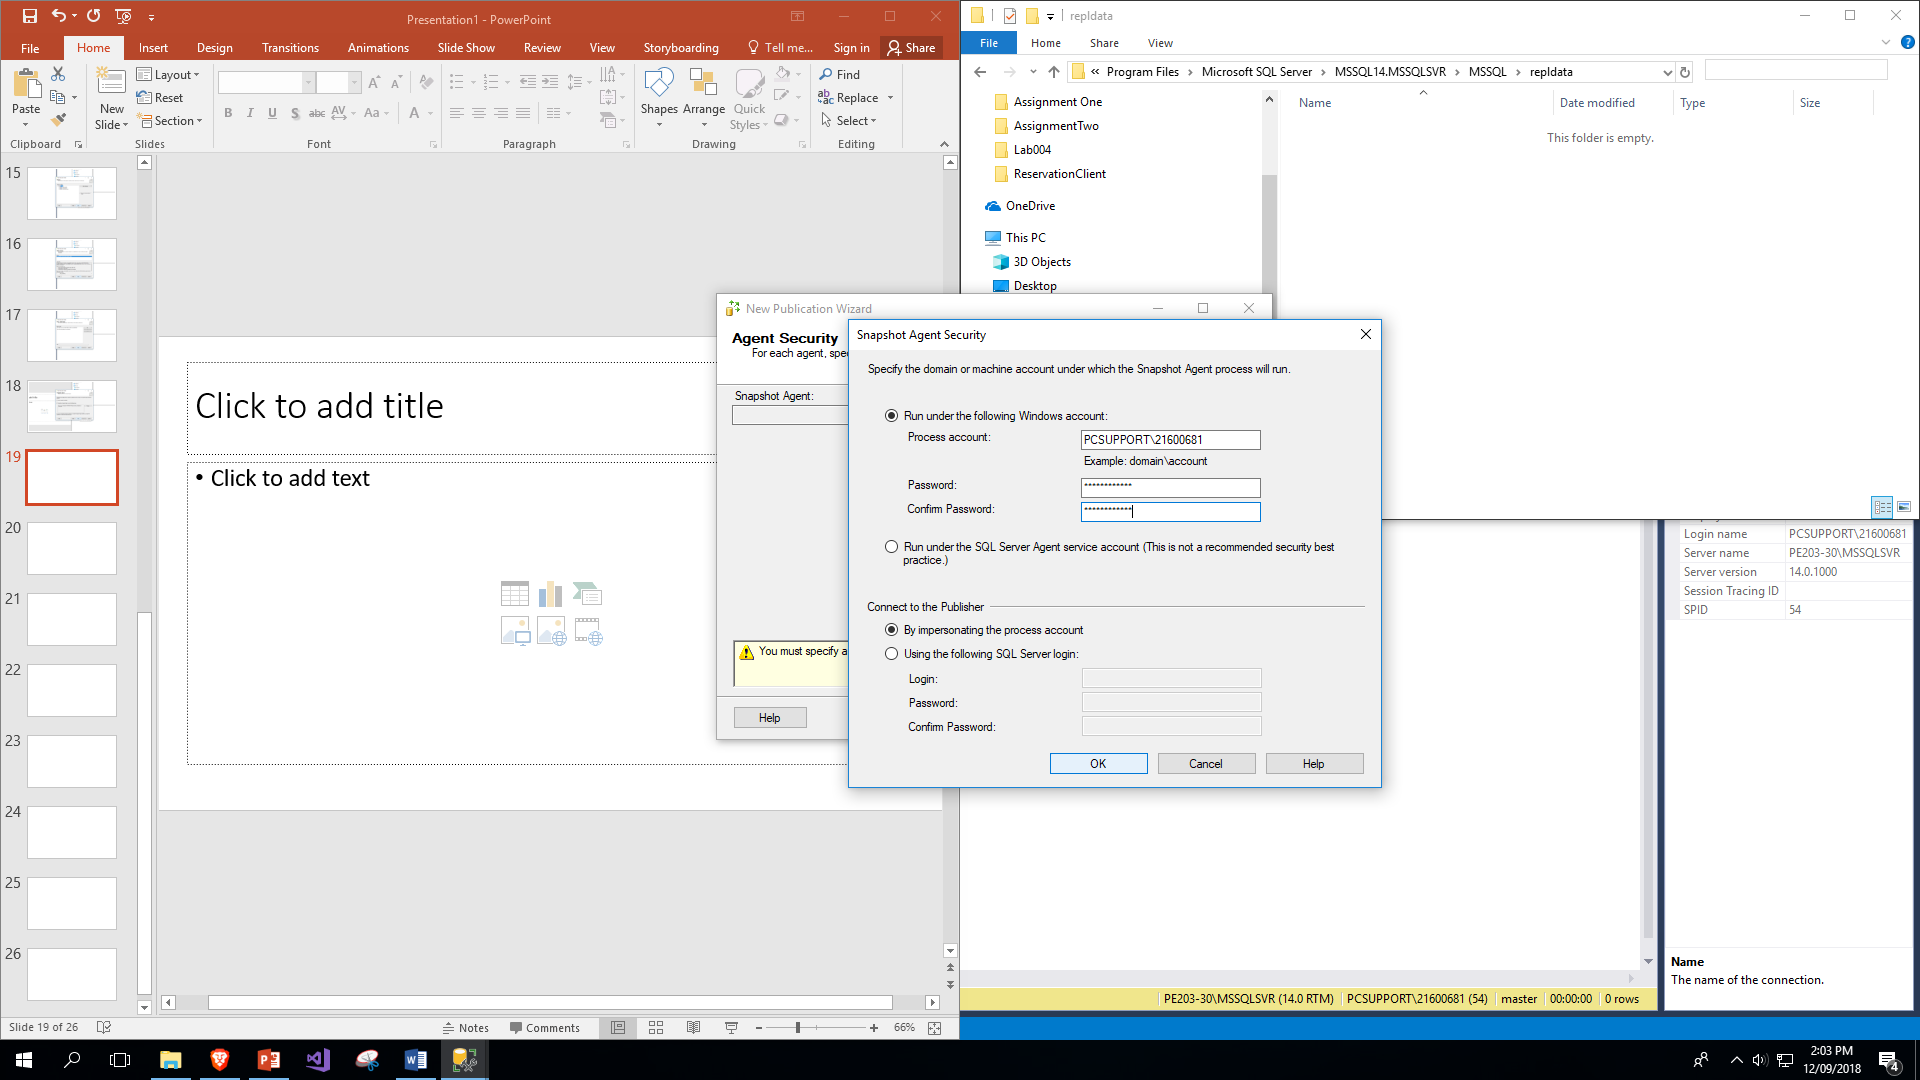 Presentation1 - PowerPoint
File
Home
Insert
Design
Transitions
Animations
Slide Show
Review
View
Storyboarding
Tell me...
Sign in
Share
Paste
Clipboard
New
Slide
Layout
Reset
Section
Slides
B I U S abc AV Aa A
Font
Paragraph
Shapes
Arrange
Quick
Styles
Drawing
Find
Replace
Select
Editing
15
16
17
18
19
20
21
22
23
24
25
26
Click to add title
• Click to add text
Slide 19 of 26
Notes
Comments
66%
repldata
File
Home
Share
View
« Program Files > Microsoft SQL Server > MSSQL14.MSSQLSVR > MSSQL > repldata
Assignment One
AssignmentTwo
Lab004
ReservationClient
OneDrive
This PC
3D Objects
Desktop
Name
Date modified
Type
Size
This folder is empty.
New Publication Wizard
Agent Security
For each agent, spe
Snapshot Agent:
You must specify a
Help
Snapshot Agent Security
Specify the domain or machine account under which the Snapshot Agent process will run.
Run under the following Windows account:
Process account:
PCSUPPORT\21600681
Example: domain\account
Password:
************
Confirm Password:
************
Run under the SQL Server Agent service account (This is not a recommended security best
practice.)
Connect to the Publisher
By impersonating the process account
Using the following SQL Server login:
Login:
Password:
Confirm Password:
OK
Cancel
Help
Login name PCSUPPORT\21600681
Server name PE203-30\MSSQLSVR
Server version 14.0.1000
Session Tracing ID
SPID 54
Name
The name of the connection.
PE203-30\MSSQLSVR (14.0 RTM)
PCSUPPORT\21600681 (54)
master
00:00:00
0 rows
2:03 PM
12/09/2018
4